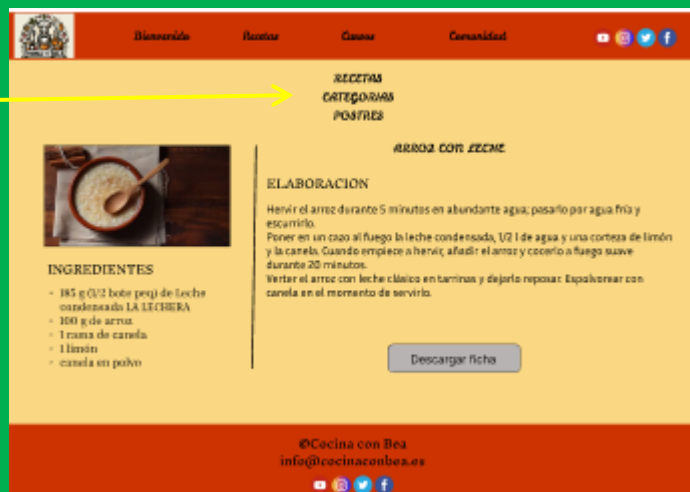 Bienvenido Recetas Cursos Comunidad
RECETAS
CATEGORIAS
POSTRES
ARROZ CON LECHE
ELABORACION
Hervir el arroz durante 5 minutos en abundante agua; pasarlo por agua fría y
escurrirlo.
Poner en un cazo al fuego la leche condensada, 1/2 l de agua y una corteza de limón
y la canela. Cuando empiece a hervir, añadir el arroz y cocerlo a fuego suave
durante 20 minutos.
Verter el arroz con leche clásico en tarrinas y dejarlo reposar. Espolvorear con
canela en el momento de servirlo.
INGREDIENTES
- 185 g (1/2 bote peq) de Leche
condensada LA LECHERA
- 100 g de arroz
- 1 rama de canela
- 1 limón
- canela en polvo
Descargar ficha
©Cocina con Bea
info@cocinaconbea.es